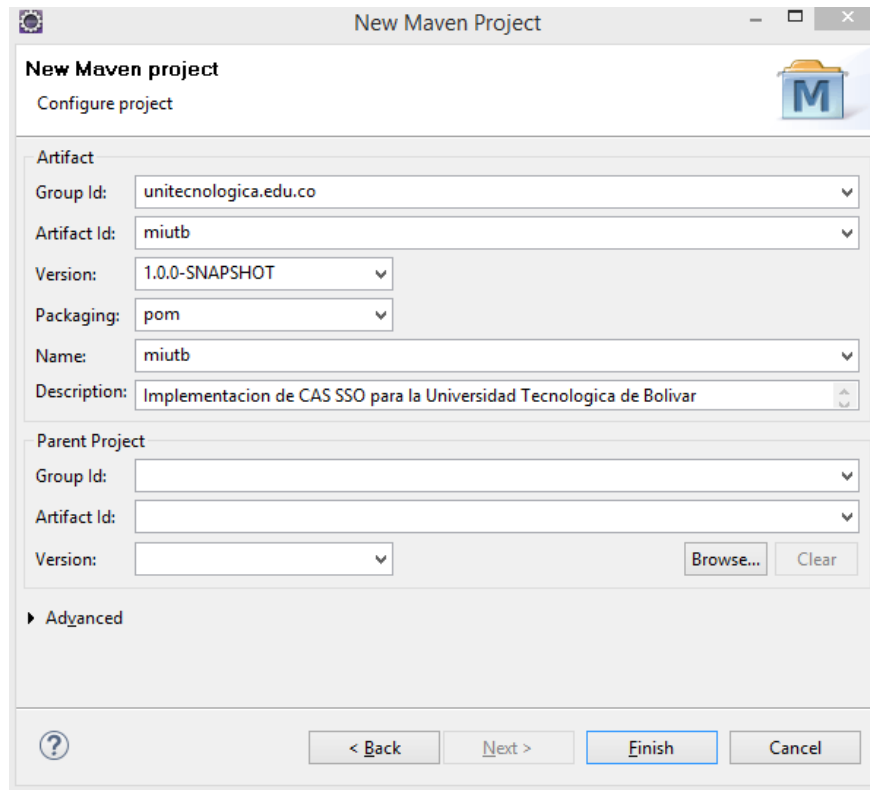 New Maven Project
New Maven project
Configure project
M
Artifact
Group Id: unitecnologica.edu.co
Artifact Id: miutb
Version: 1.0.0-SNAPSHOT
Packaging: pom
Name: miutb
Description: Implementacion de CAS SSO para la Universidad Tecnologica de Bolivar
Parent Project
Group Id:
Artifact Id:
Version: Browse... Clear
Advanced
? < Back Next > Finish Cancel